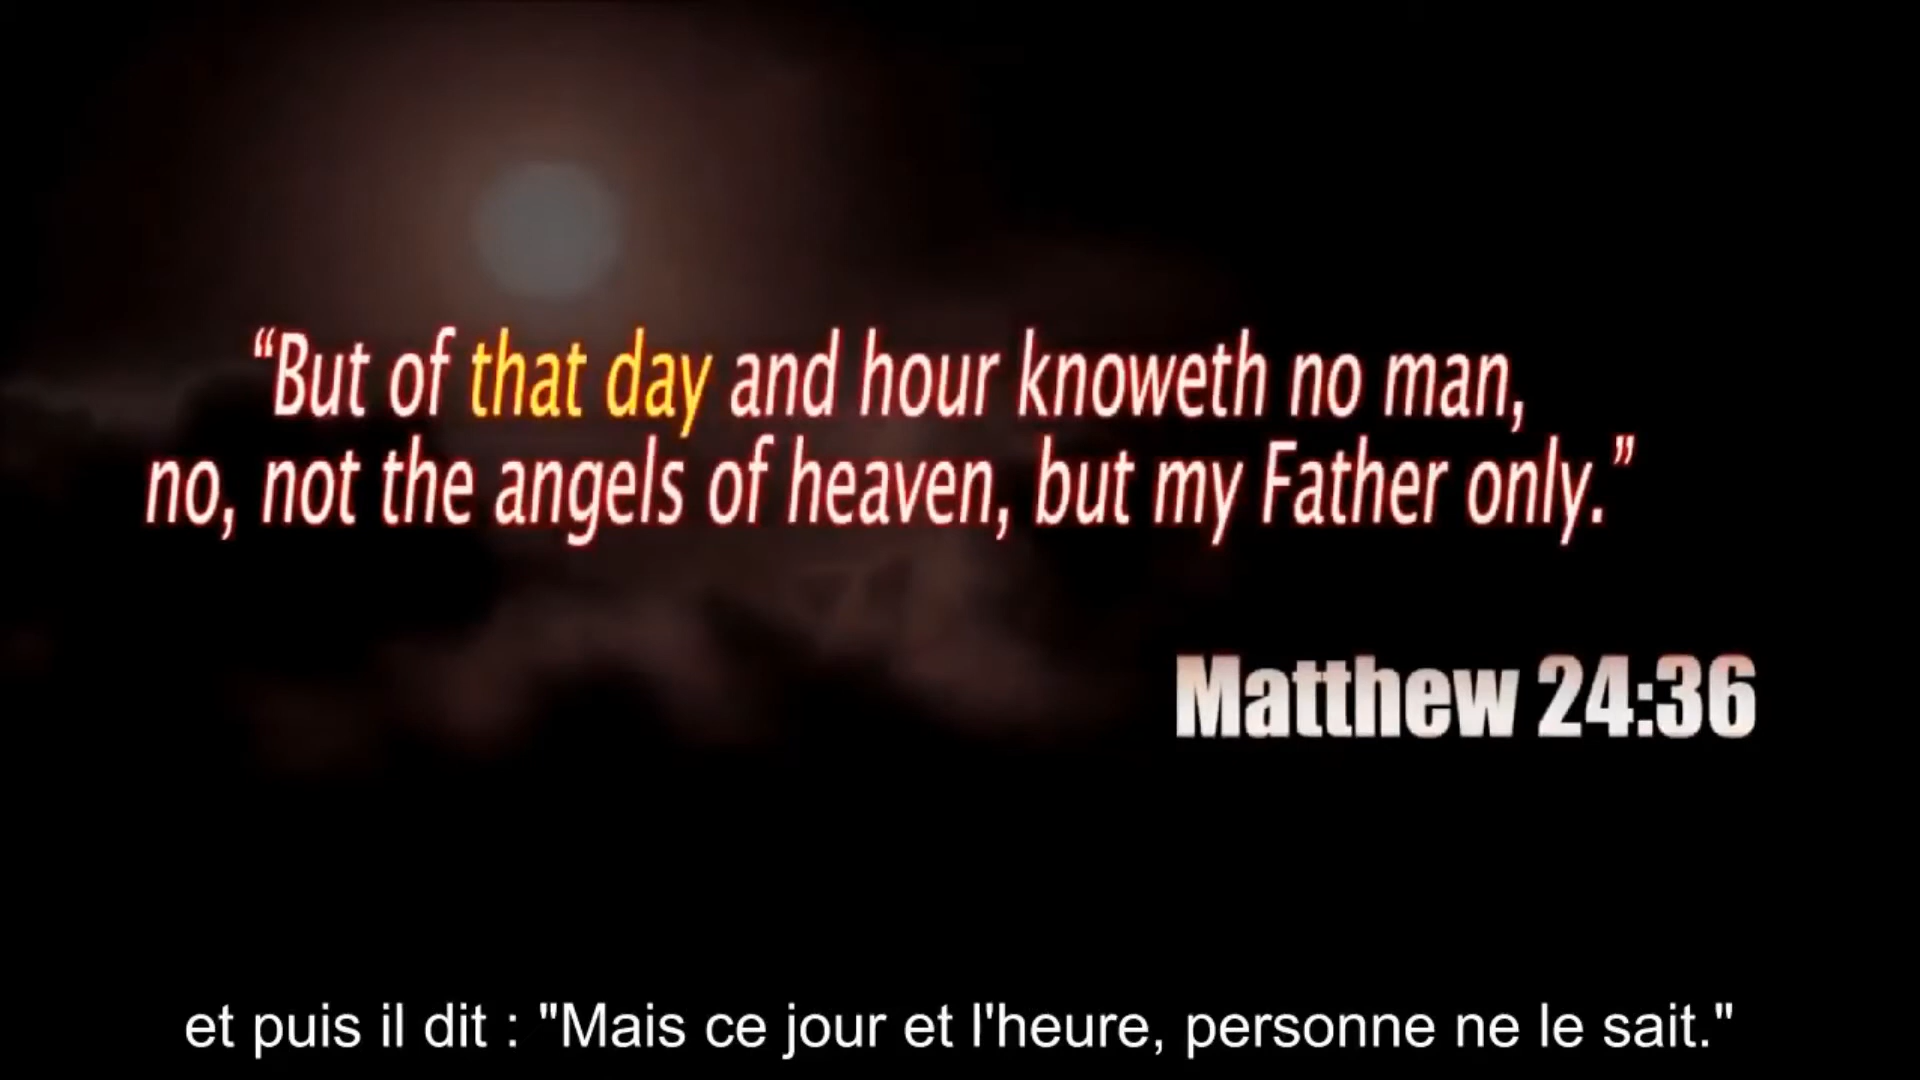 “But of that day and hour knoweth no man,
no, not the angels of heaven, but my Father only.”
Matthew 24:36
et puis il dit : "Mais ce jour et l'heure, personne ne le sait."